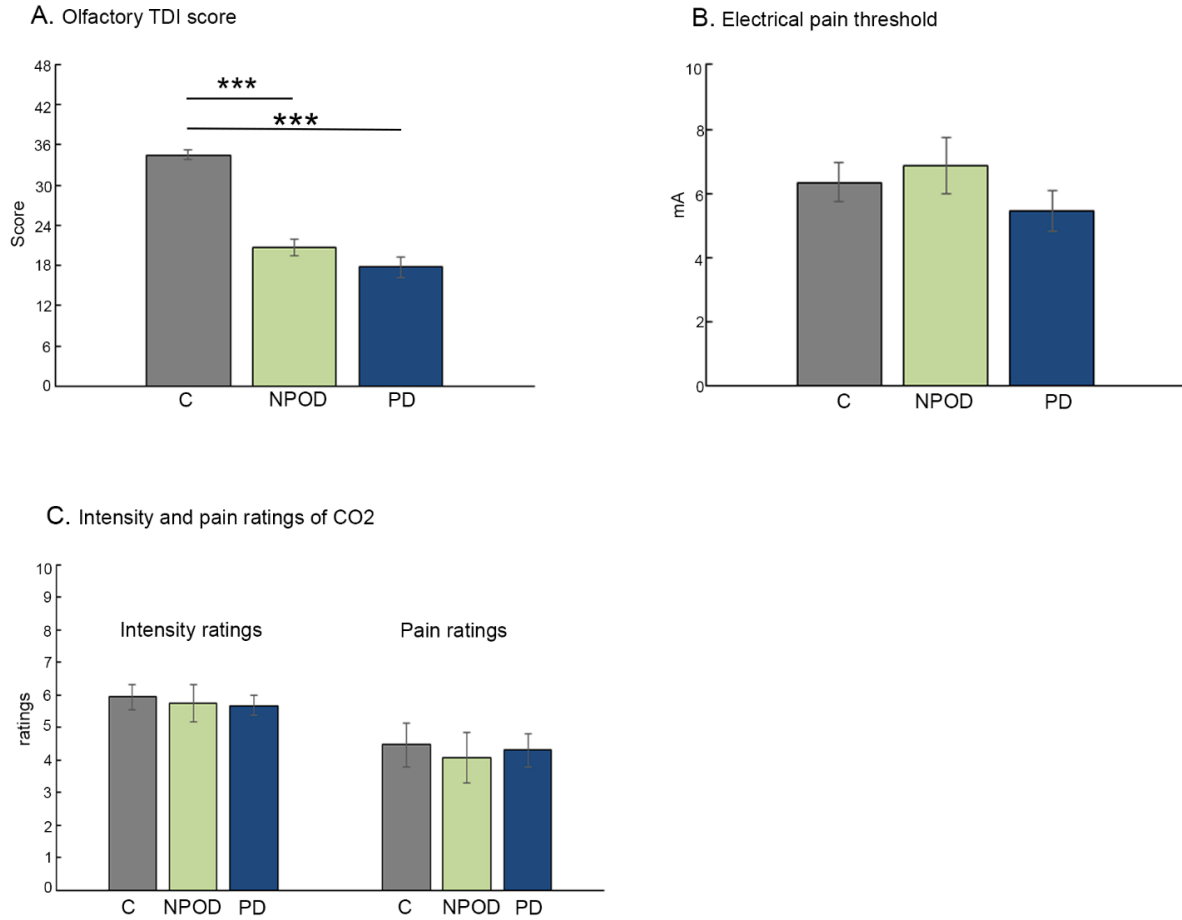 A. Olfactory TDI score
48
42
36
30
24
18
12
6
0
Score
***
***
C NPOD PD
B. Electrical pain threshold
10
8
6
4
2
0
mA
C NPOD PD
C. Intensity and pain ratings of CO2
10
9
8
7
6
5
4
3
2
1
0
ratings
Intensity ratings
Pain ratings
C NPOD PD
C NPOD PD